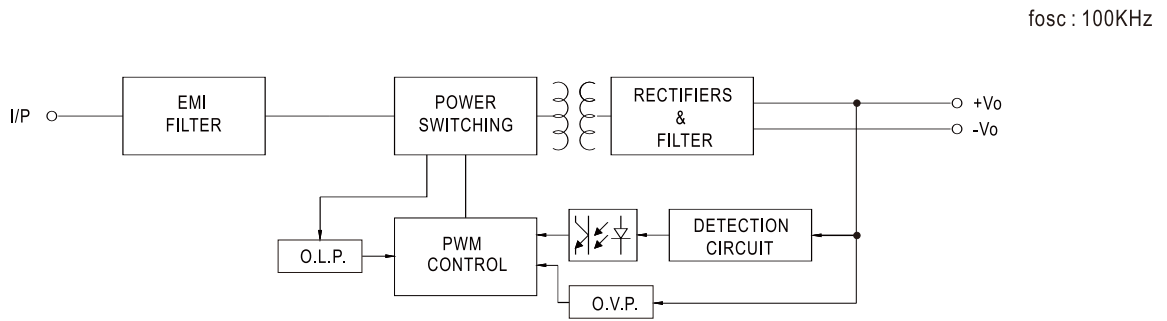 fosc : 100KHz
I/P
EMI
FILTER
POWER
SWITCHING
RECTIFIERS
&
FILTER
+Vo
-Vo
O.L.P.
PWM
CONTROL
DETECTION
CIRCUIT
O.V.P.